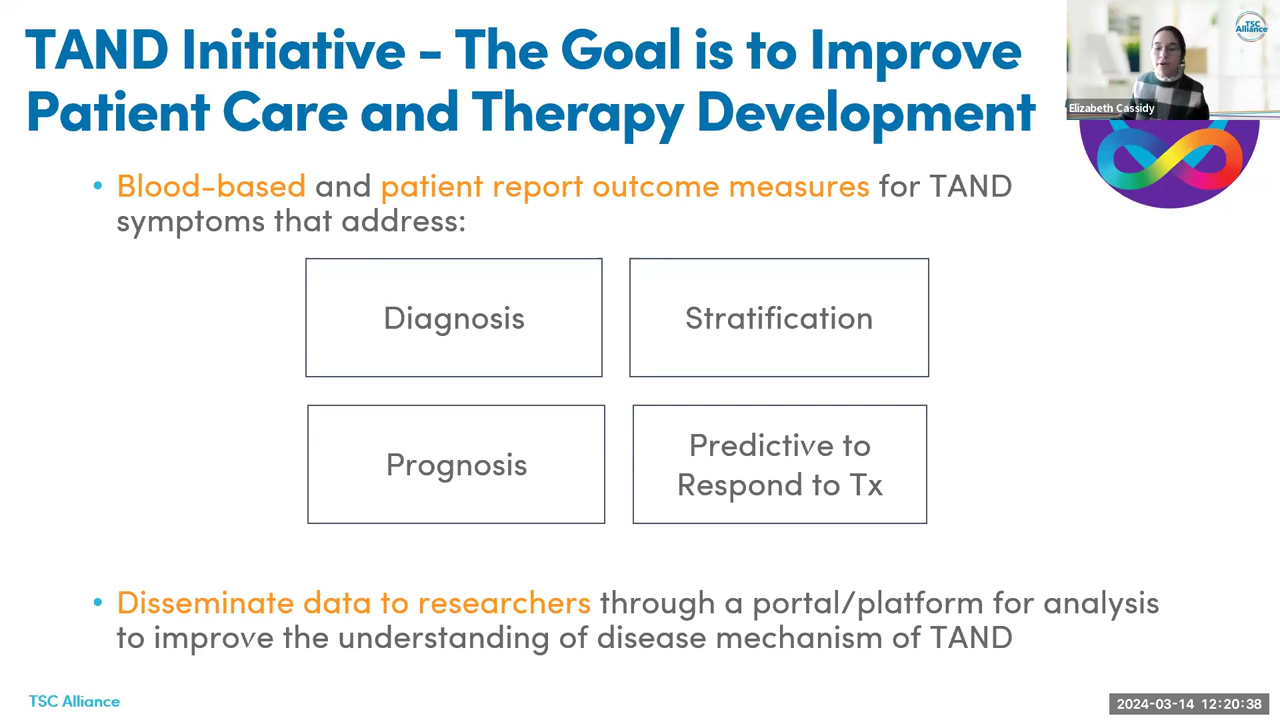 TAND Initiative - The Goal is to Improve
Patient Care and Therapy Development
TSC
Alliance
Elizabeth Cassidy
• Blood-based and patient report outcome measures for TAND
symptoms that address:
Diagnosis
Stratification
Prognosis
Predictive to
Respond to Tx
• Disseminate data to researchers through a portal/platform for analysis
to improve the understanding of disease mechanism of TAND
TSC Alliance
2024-03-14 12:20:38